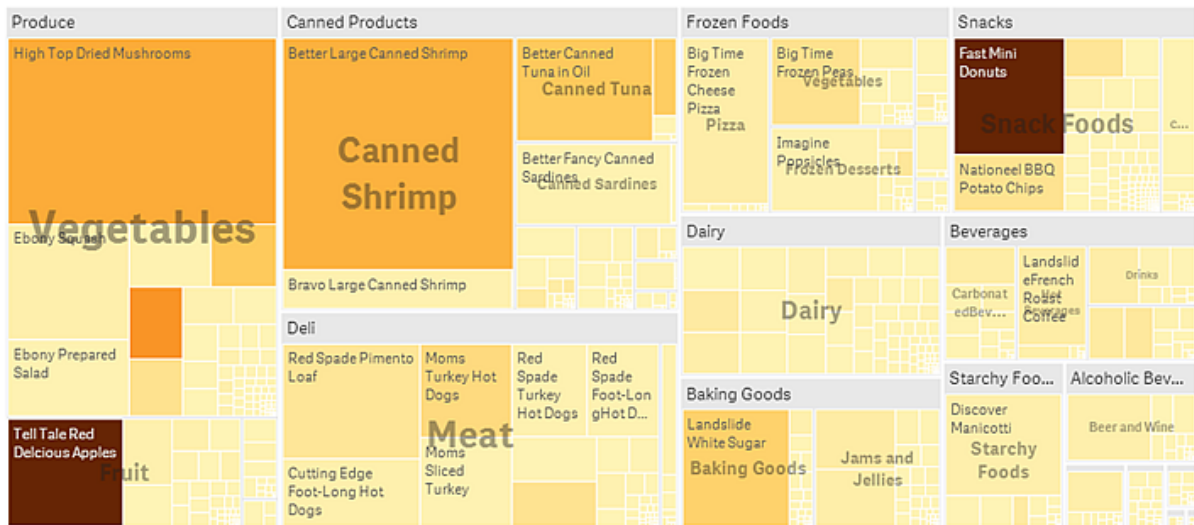 Produce
High Top Dried Mushrooms
Vegetables
Ebony Squash
Ebony Prepared
Salad
Tell Tale Red
Delcious Apples
Fruit
Canned Products
Better Large Canned Shrimp
Canned
Shrimp
Bravo Large Canned Shrimp
Better Canned
Tuna in Oil
Canned Tuna
Better Fancy Canned
Sardines
Canned Sardines
Deli
Red Spade Pimento
Loaf
Moms
Turkey Hot
Dogs
Red
Spade
Turkey
Hot Dogs
Red
Spade
Foot-Lon
gHot D...
Meat
Cutting Edge
Foot-Long Hot
Dogs
Moms
Sliced
Turkey
Frozen Foods
Big Time
Frozen
Cheese
Pizza
Pizza
Big Time
Frozen Peas
Vegetables
Imagine
Popsicles
Frozen Desserts
Dairy
Dairy
Baking Goods
Landslide
White Sugar
Baking Goods
Jams and
Jellies
Snacks
Fast Mini
Donuts
Snack Foods
Nationeel BBQ
Potato Chips
C...
Beverages
Carbonat
edBev...
Landslid
eFrench
Roast
Coffee
Hot
Beverages
Drinks
Starchy Foo...
Discover
Manicotti
Starchy
Foods
Alcoholic Bev...
Beer and Wine